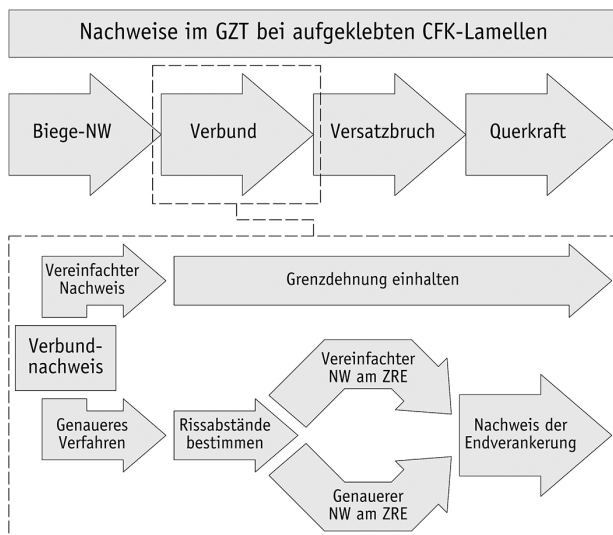 Nachweise im GZT bei aufgeklebten CFK-Lamellen
Biege-NW
Verbund
Versatzbruch
Querkraft
Vereinfachter
Nachweis
Grenzdehnung einhalten
Verbund-
nachweis
Vereinfachter
NW am ZRE
Genaueres
Verfahren
Rissabstände
bestimmen
Nachweis der
Endverankerung
Genauerer
NW am ZRE